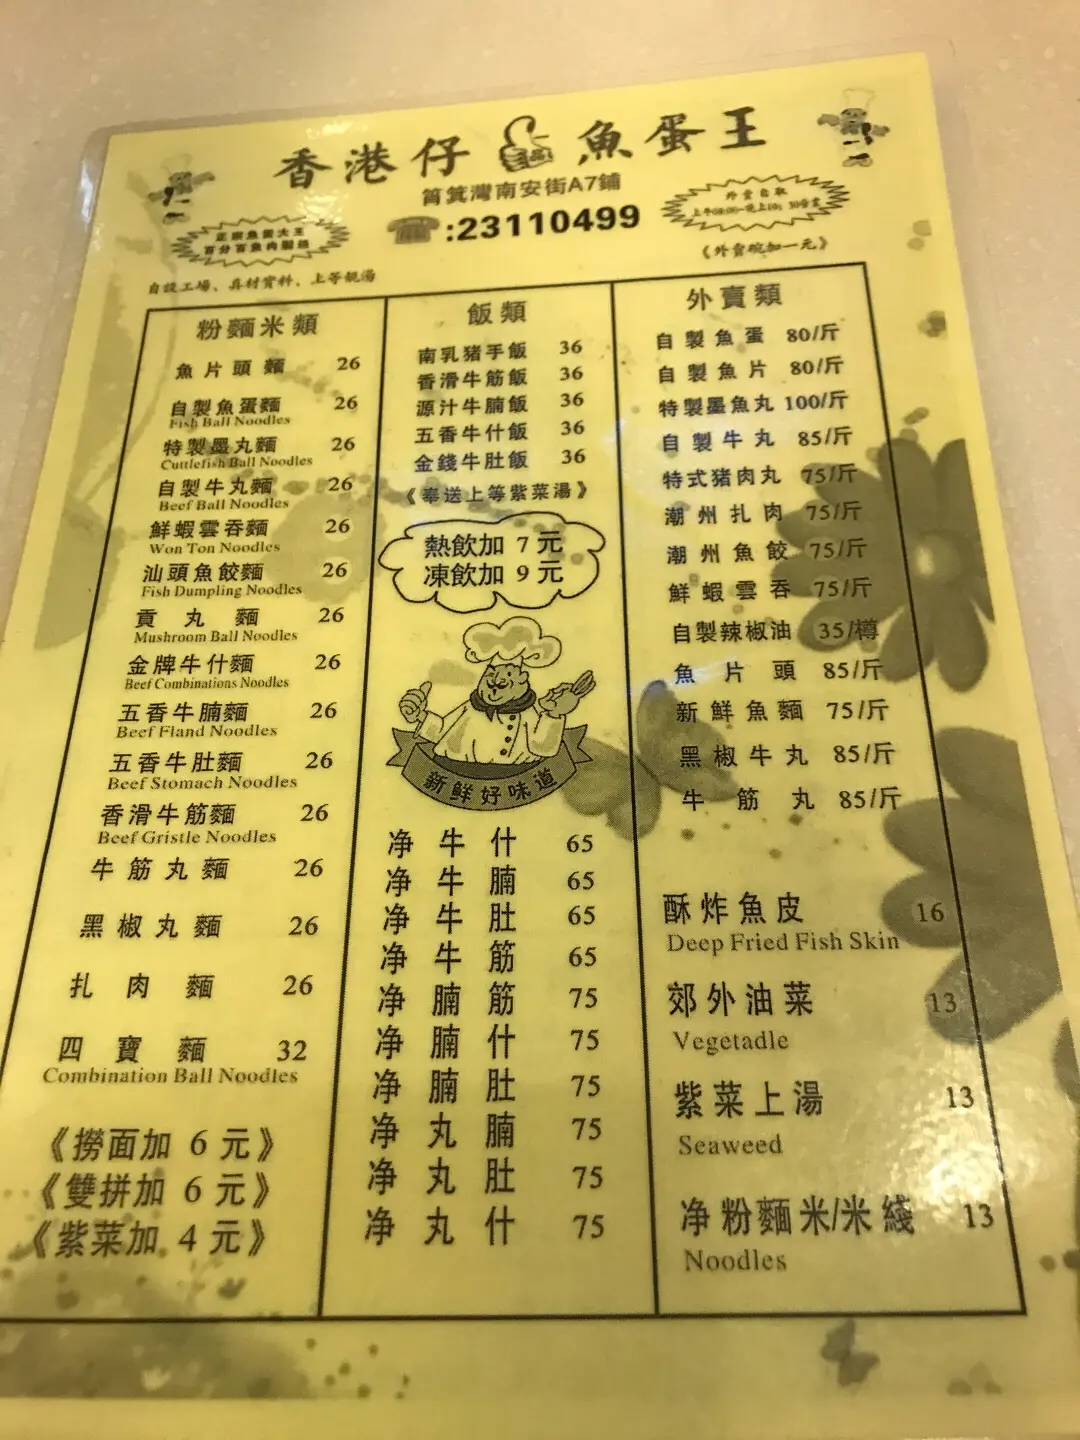 香港仔 魚蛋王
筲箕灣南安街A7鋪
:23110499
正宗魚蛋大王
百分百魚肉製造
自設工場、真材實料、上等靚湯
外賣自取
《外賣碗加一元》
粉麵米類
魚片頭麵 26
自製魚蛋麵 26
Fish Ball Noodles
特製墨丸麵 26
Cuttlefish Ball Noodles
自製牛丸麵 26
Beef Ball Noodles
鮮蝦雲吞麵 26
Won Ton Noodles
汕頭魚餃麵 26
Fish Dumpling Noodles
貢丸麵 26
Mushroom Ball Noodles
金牌牛什麵 26
Beef Combinations Noodles
五香牛腩麵 26
Beef Fland Noodles
五香牛肚麵 26
Beef Stomach Noodles
香滑牛筋麵 26
Beef Gristle Noodles
牛筋丸麵 26
黑椒丸麵 26
扎肉麵 26
四寶麵 32
Combination Ball Noodles
《撈面加 6 元》
《雙拼加 6 元》
《紫菜加 4 元》
飯類
南乳猪手飯 36
香滑牛筋飯 36
源汁牛腩飯 36
五香牛什飯 36
金錢牛肚飯 36
《奉送上等紫菜湯》
熱飲加 7 元
凍飲加 9 元
新鮮好味道
净牛什 65
净牛腩 65
净牛肚 65
净牛筋 65
净腩筋 75
净腩什 75
净腩肚 75
净丸腩 75
净丸肚 75
净丸什 75
外賣類
自製魚蛋 80/斤
自製魚片 80/斤
特製墨魚丸 100/斤
自製牛丸 85/斤
特式猪肉丸 75/斤
潮州扎肉 75/斤
潮州魚餃 75/斤
鮮蝦雲吞 75/斤
自製辣椒油 35/樽
魚片頭 85/斤
新鮮魚麵 75/斤
黑椒牛丸 85/斤
牛筋丸 85/斤
酥炸魚皮 16
Deep Fried Fish Skin
郊外油菜 13
Vegetadle
紫菜上湯 13
Seaweed
净粉麵米/米綫 13
Noodles